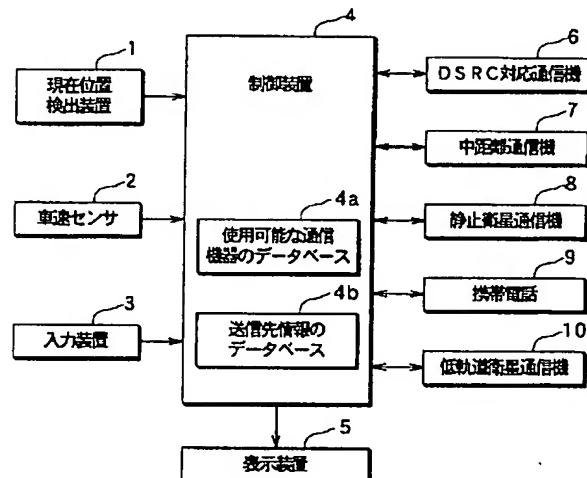 1
現在位置
検出装置
2
車速センサ
3
入力装置
4
制御装置
4a
使用可能な通信
機器のデータベース
4b
送信先情報の
データベース
5
表示装置
6
DSRC対応通信機
7
中距離通信機
8
静止衛星通信機
9
携帯電話
10
低軌道衛星通信機